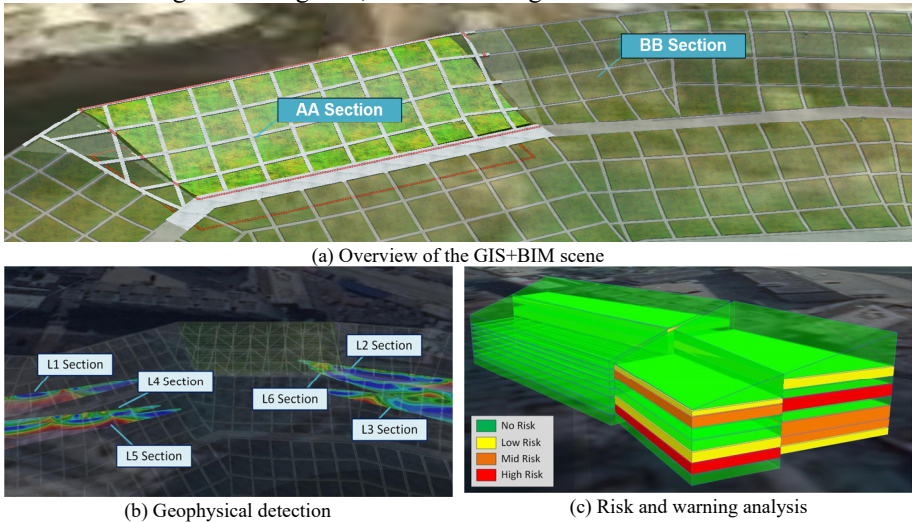 BB Section
AA Section
(a) Overview of the GIS+BIM scene
L1 Section
L2 Section
L4 Section
L6 Section
L3 Section
L5 Section
No Risk
Low Risk
Mid Risk
High Risk
(b) Geophysical detection
(c) Risk and warning analysis